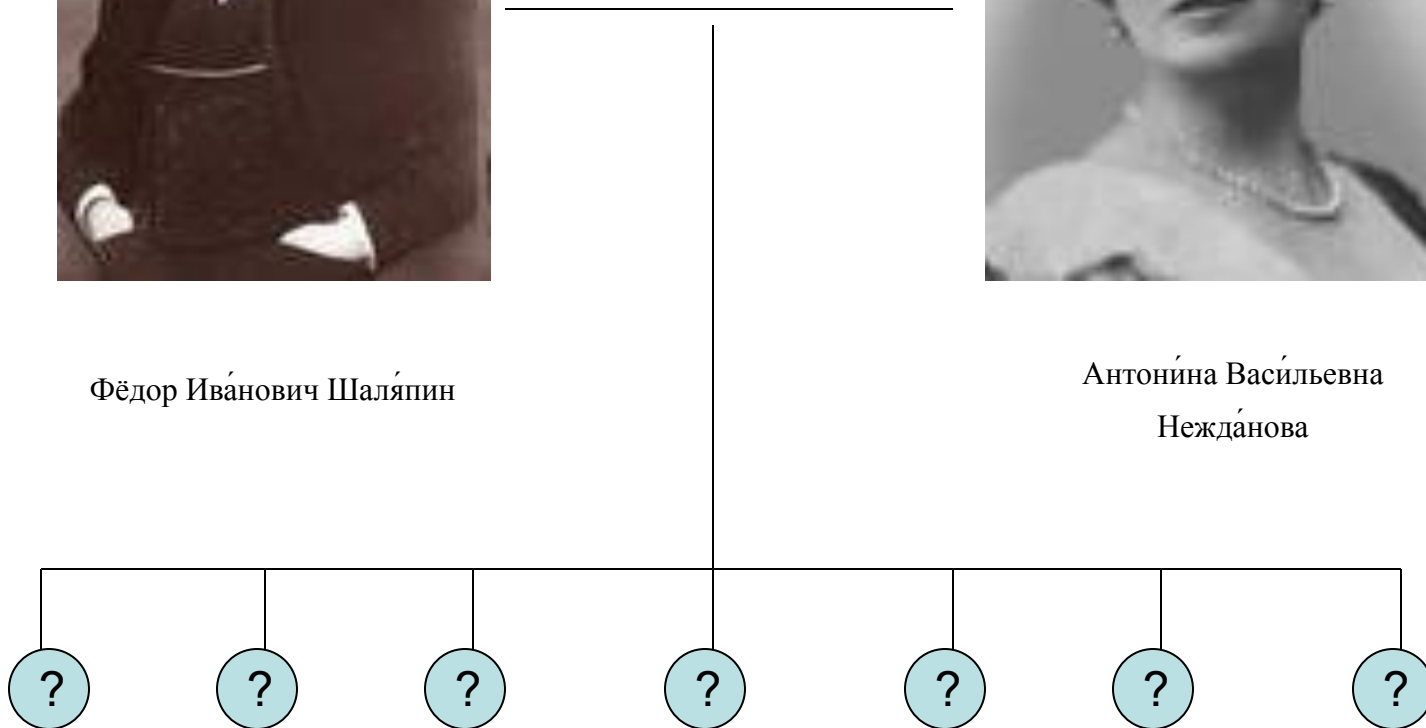 Фёдор Ива́нович Шаля́пин
Антони́на Васи́льевна
Нежда́нова
? ? ? ? ? ? ?